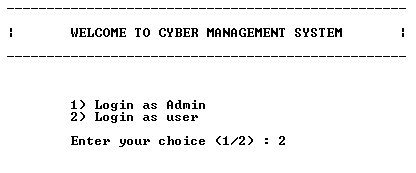 --------------------------------------------------
¦ WELCOME TO CYBER MANAGEMENT SYSTEM ¦
--------------------------------------------------
1) Login as Admin
2) Login as user
Enter your choice (1/2) : 2